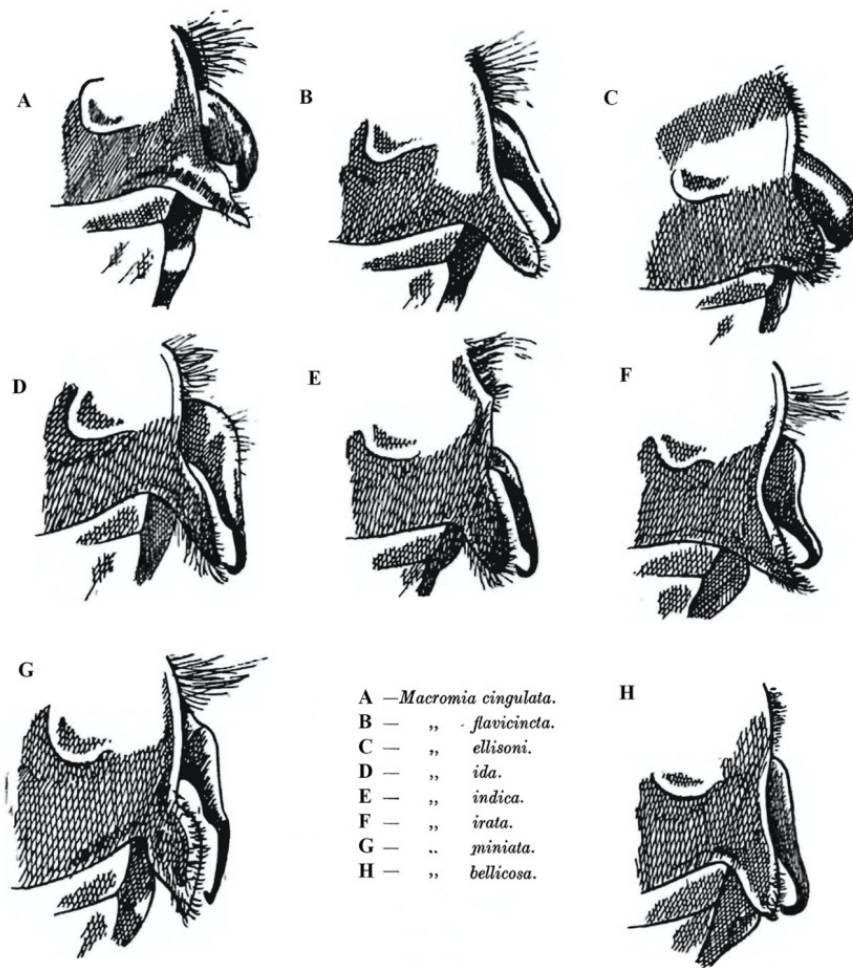 A
B
C
D
E
F
G
H
A —Macromia cingulata.
B — „ flavicincta.
C — „ ellisoni.
D — „ ida.
E — „ indica.
F — „ irata.
G — „ miniata.
H — „ bellicosa.